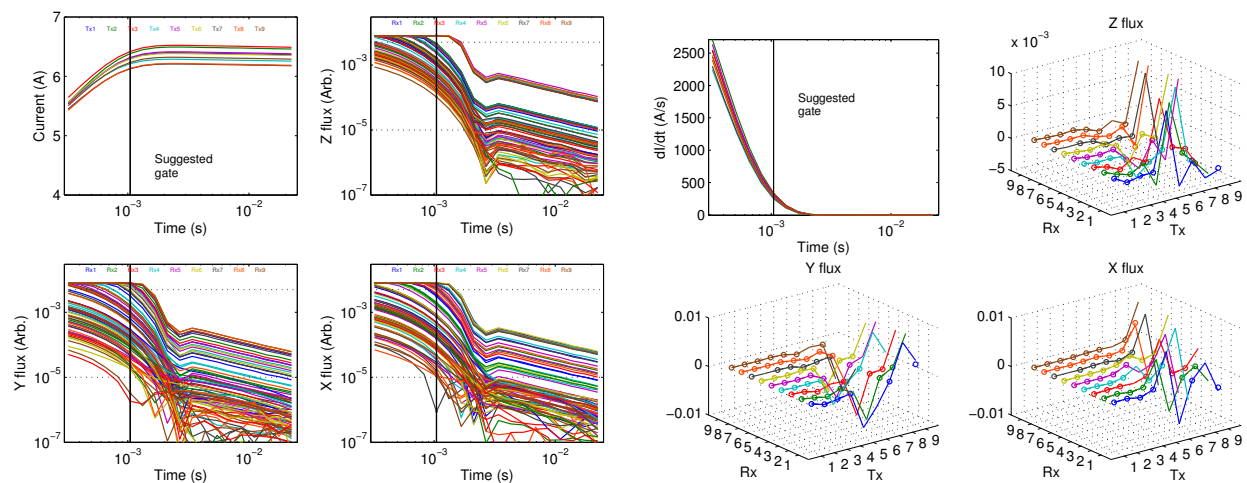 7
6
5
4
Current (A)
Tx1 Tx2 Tx3 Tx4 Tx5 Tx6 Tx7 Tx8 Tx9
Suggested
gate
10⁻³ 10⁻²
Time (s)
10⁻³
10⁻⁵
10⁻⁷
Z flux (Arb.)
Rx1 Rx2 Rx3 Rx4 Rx5 Rx6 Rx7 Rx8 Rx9
10⁻³ 10⁻²
Time (s)
2500
2000
1500
1000
500
0
dI/dt (A/s)
Suggested
gate
10⁻³ 10⁻²
Time (s)
Z flux
x 10⁻³
10
5
0
−5
9 8 7 6 5 4 3 2 1
Rx
1 2 3 4 5 6 7 8 9
Tx
10⁻³
10⁻⁵
10⁻⁷
Y flux (Arb.)
Rx1 Rx2 Rx3 Rx4 Rx5 Rx6 Rx7 Rx8 Rx9
10⁻³ 10⁻²
Time (s)
10⁻³
10⁻⁵
10⁻⁷
X flux (Arb.)
Rx1 Rx2 Rx3 Rx4 Rx5 Rx6 Rx7 Rx8 Rx9
10⁻³ 10⁻²
Time (s)
Y flux
0.01
0
−0.01
9 8 7 6 5 4 3 2 1
Rx
1 2 3 4 5 6 7 8 9
Tx
X flux
0.01
0
−0.01
9 8 7 6 5 4 3 2 1
Rx
1 2 3 4 5 6 7 8 9
Tx